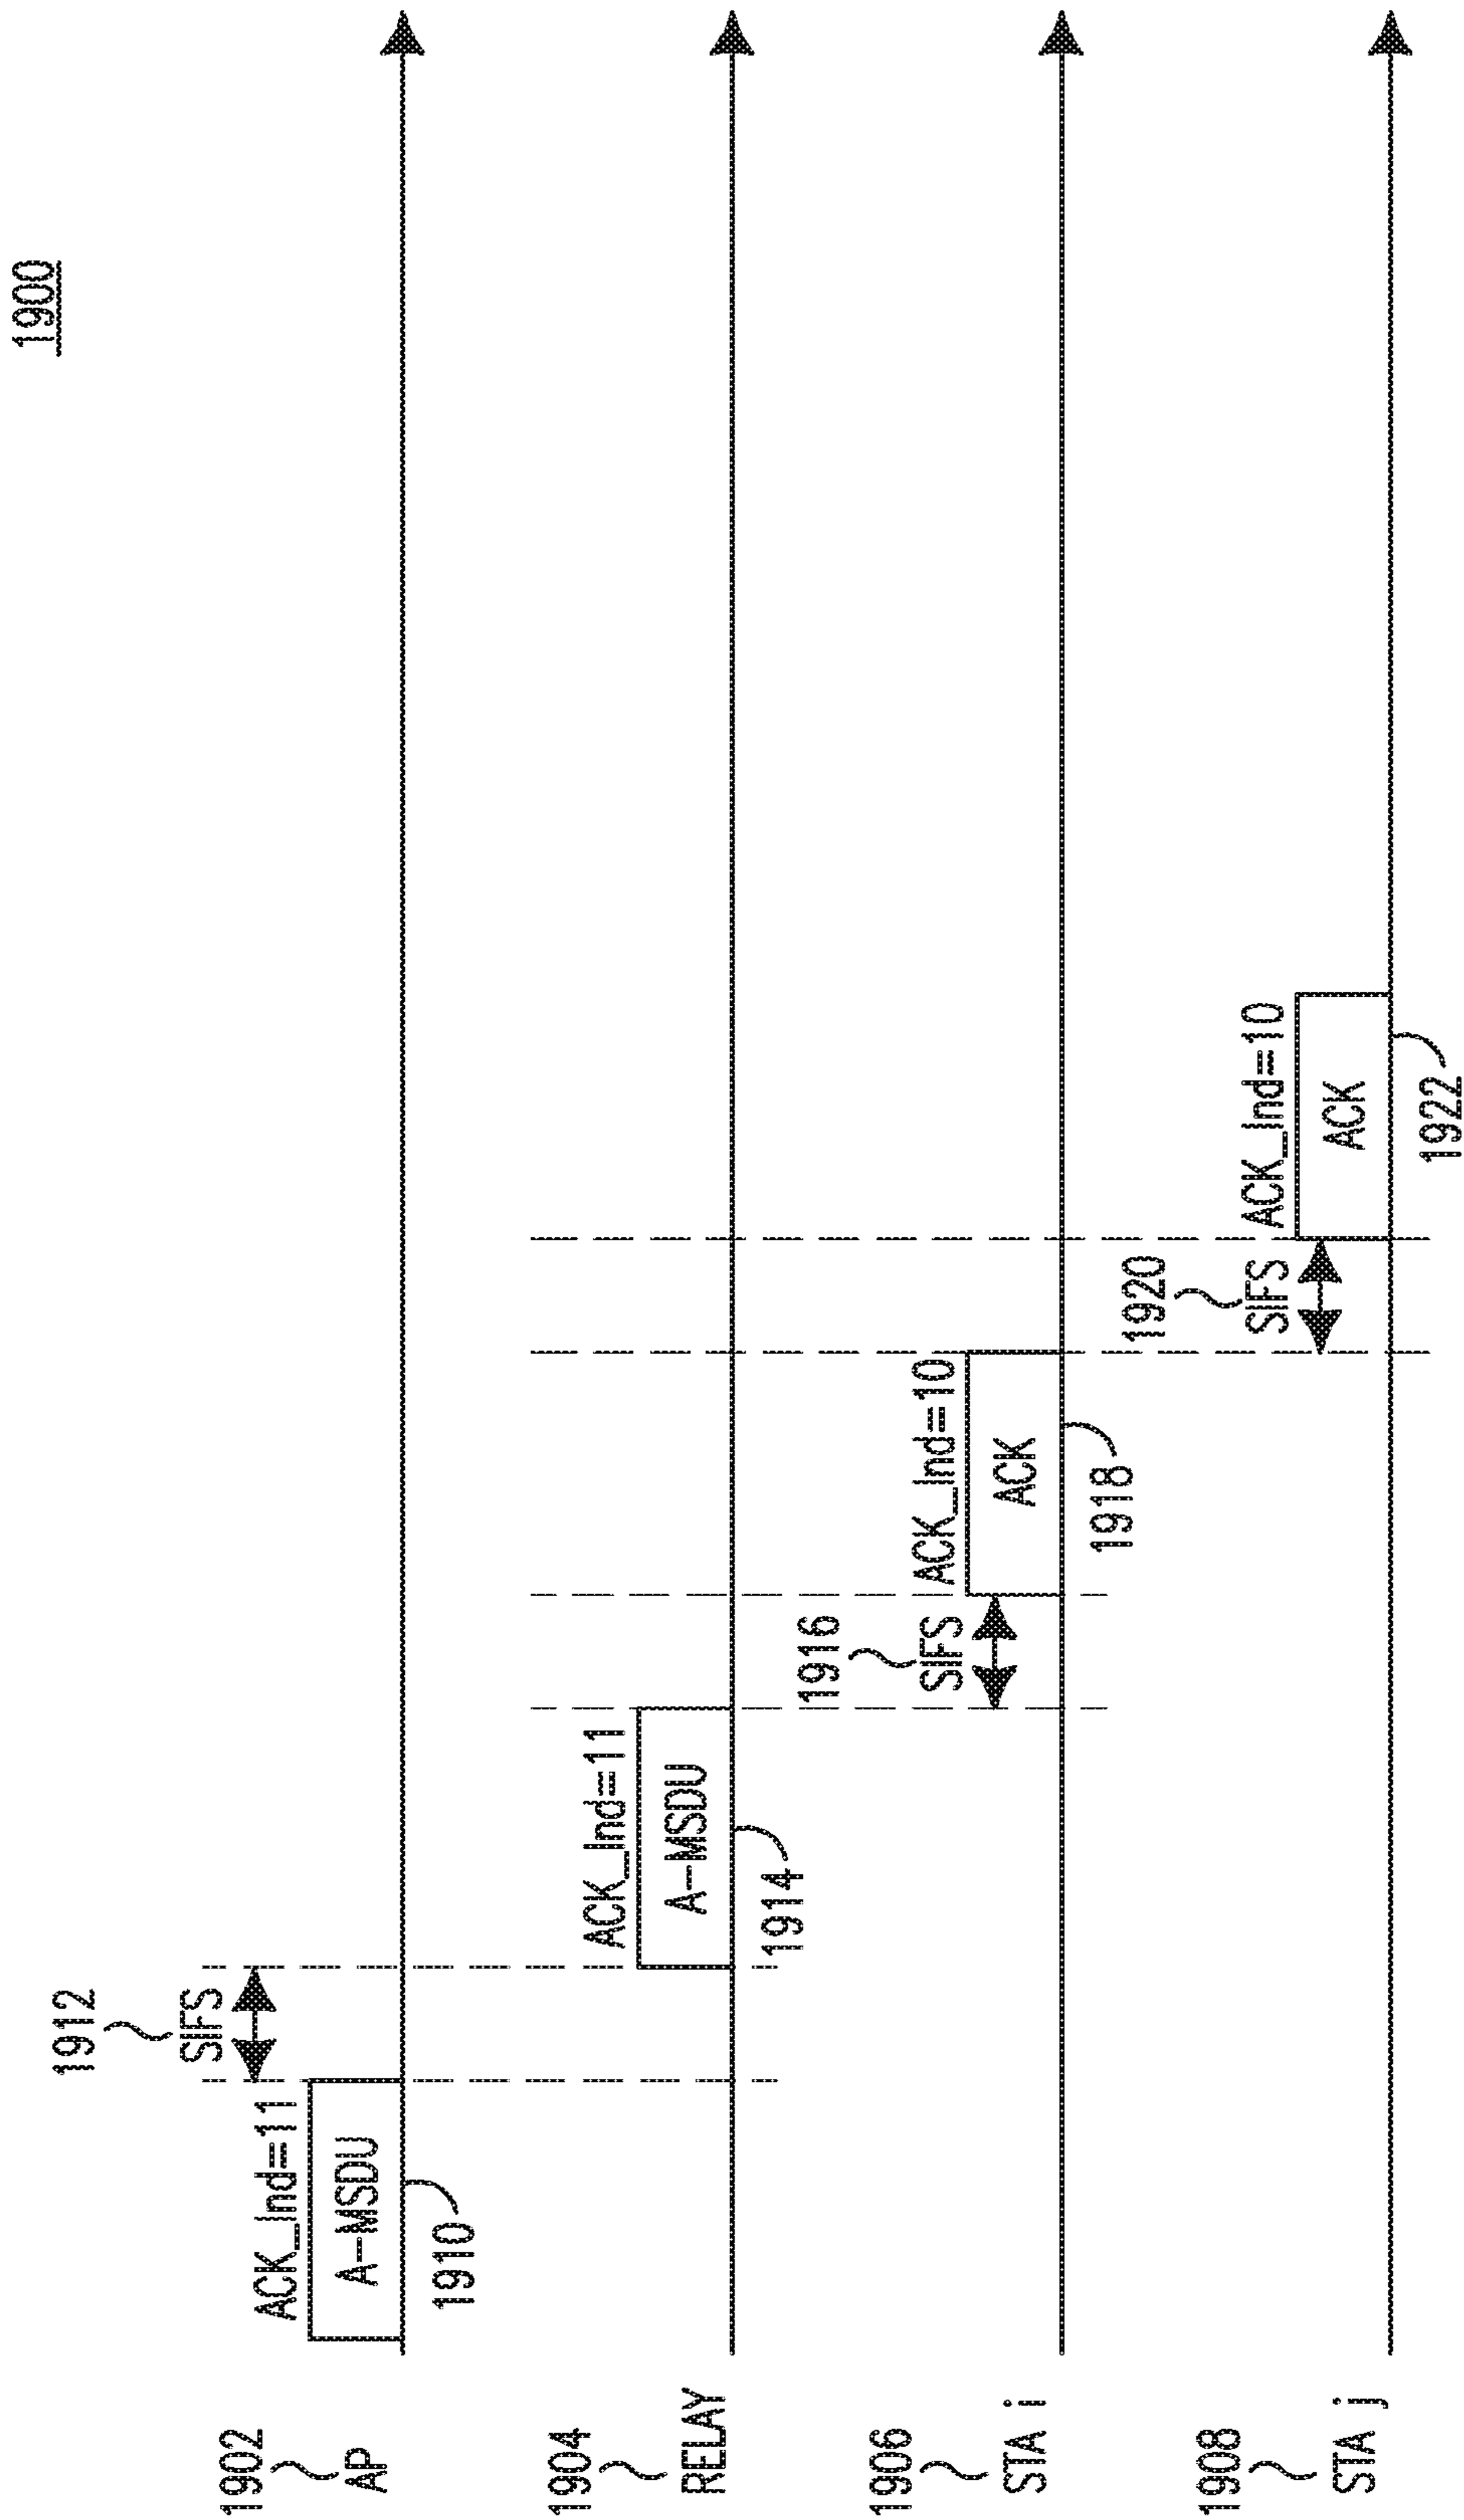 1900
1902
AP
ACK_Ind=11
A-MSDU
1910
1912
SIFS
1904
RELAY
ACK_Ind=11
A-MSDU
1914
1906
STA i
1916
SIFS
ACK_Ind=10
ACK
1918
1908
STA j
1920
SIFS
ACK_Ind=10
ACK
1922